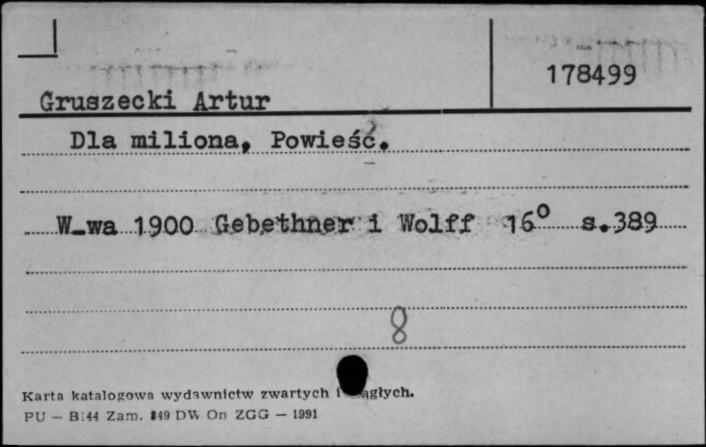 178499
Gruszecki Artur
Dla miliona, Powieść.
W-wa 1900 Gebethner i Wolff 16° s.389
8
Karta katalogowa wydawnictw zwartych i
PU — B:44 Zam. 849 DW On ZGG — 1991